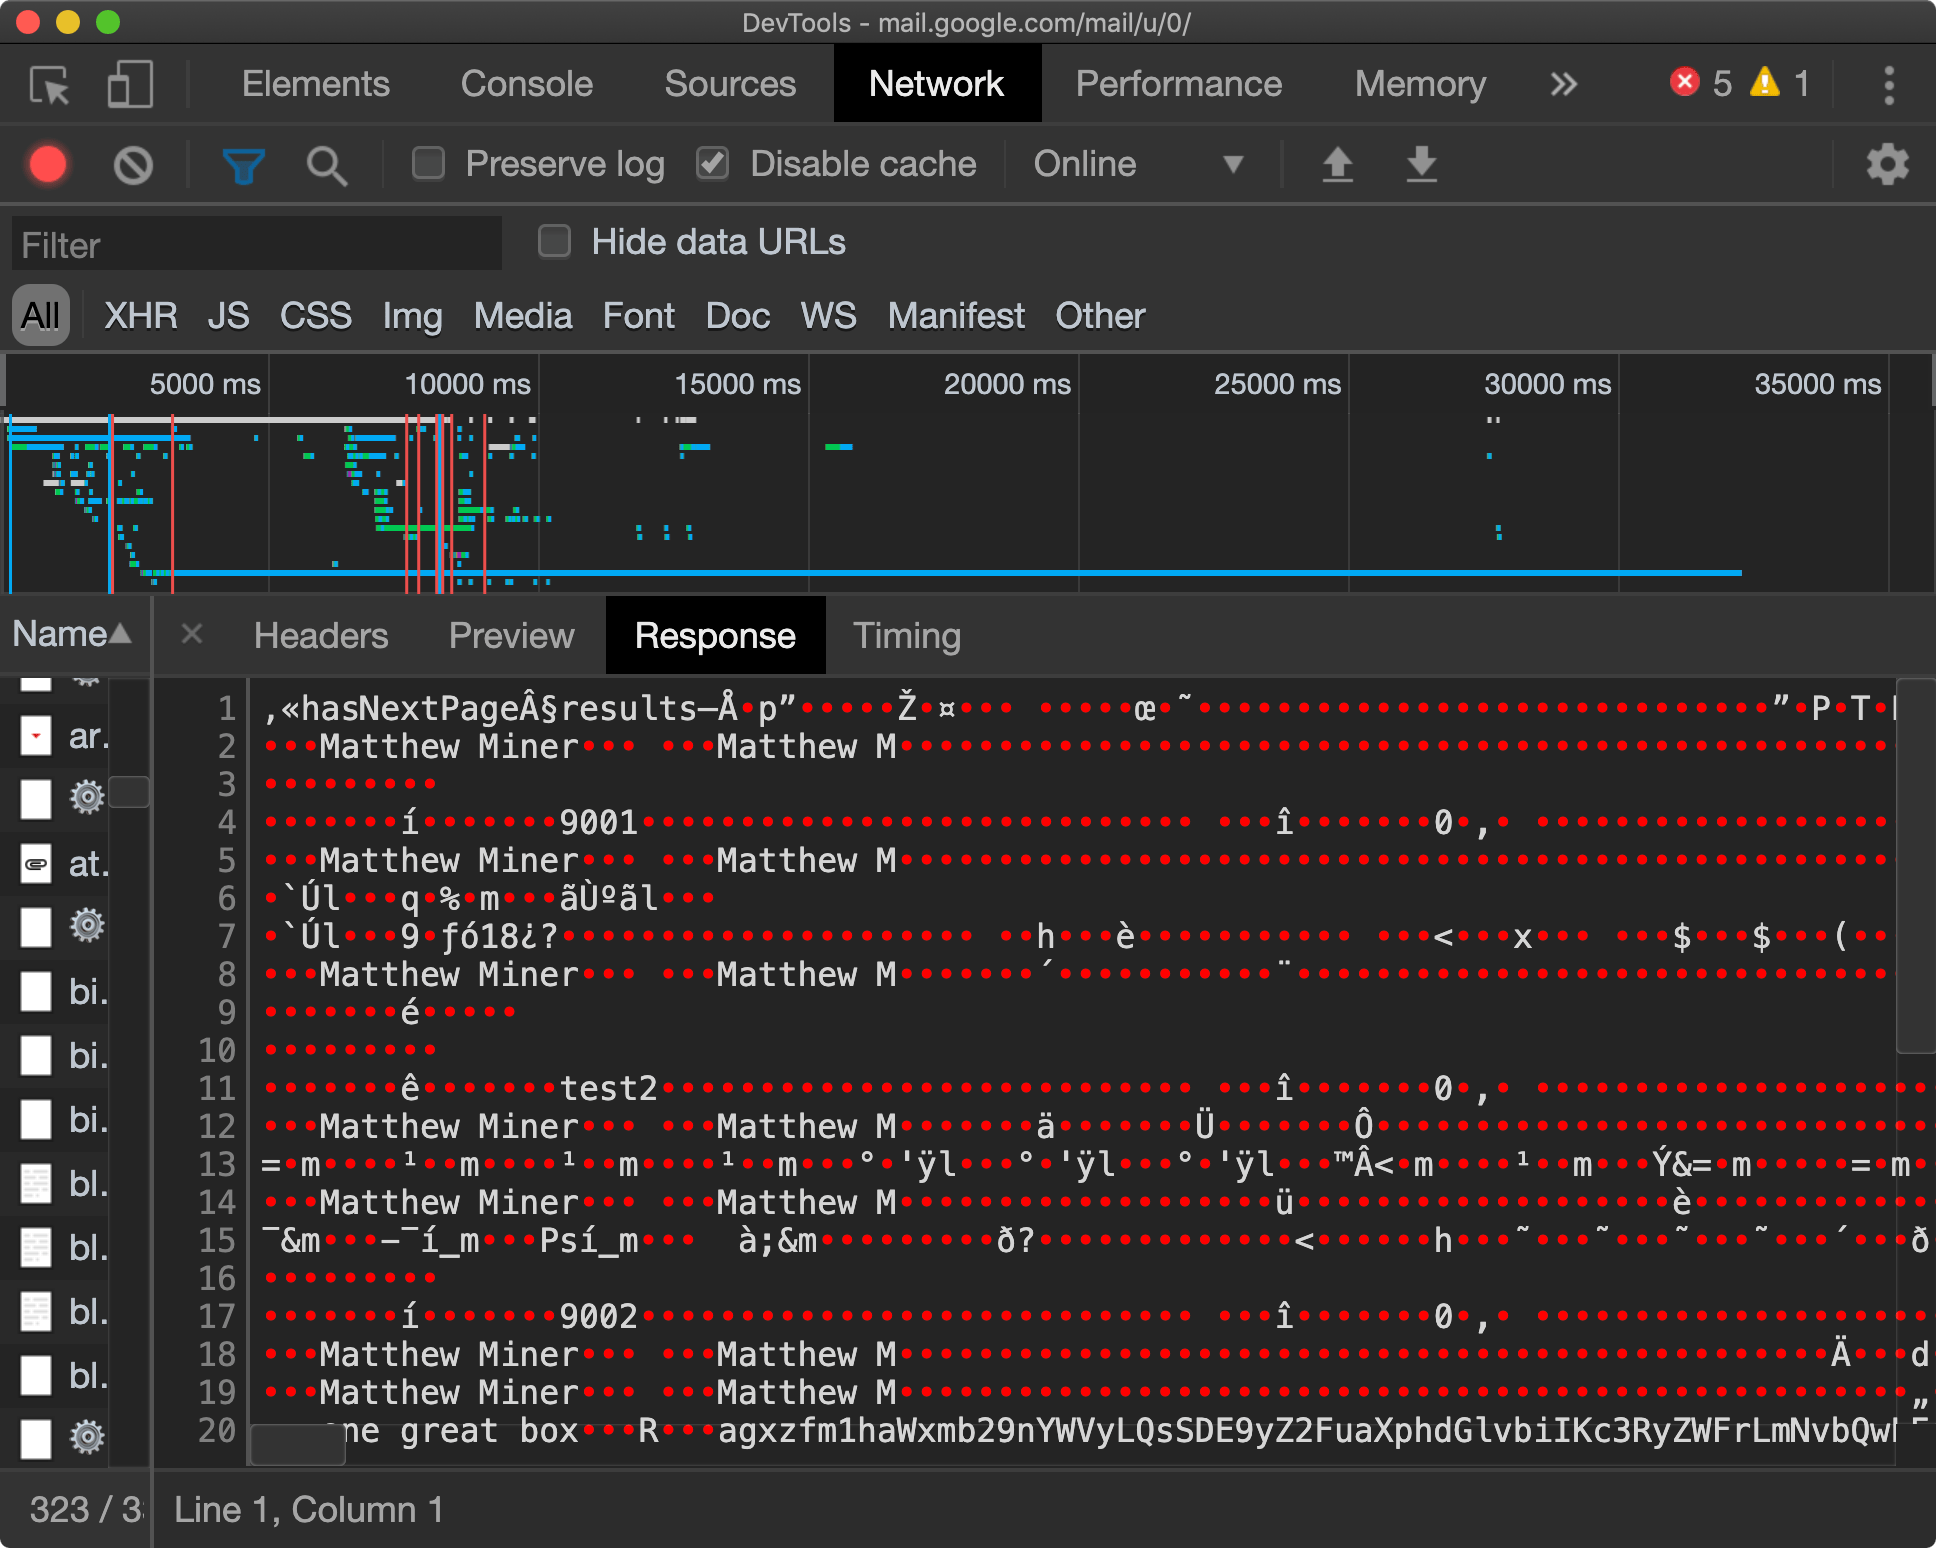 DevTools - mail.google.com/mail/u/0/
Elements Console Sources Network Performance Memory » 5 1
Preserve log Disable cache Online
Filter Hide data URLs
All XHR JS CSS Img Media Font Doc WS Manifest Other
5000 ms 10000 ms 15000 ms 20000 ms 25000 ms 30000 ms 35000 ms
Name Headers Preview Response Timing
ar.
at.
bi.
bi.
bi.
bl.
bl.
bl.
bl.
1 ,«hasNextPageÂ§results—Å•p”•••••Ž•¤••• •••••œ•˜•••••••••••••••••••••••••••••”•P•T•
2 •••Matthew Miner••• •••Matthew M••••••••••••••••••••••••••••••••••••••••••••••••••
3 •••••••••
4 •••••••í•••••••9001•••••••••••••••••••••••••••• •••î•••••••0•,• ••••••••••••••••••
5 •••Matthew Miner••• •••Matthew M••••••••••••••••••••••••••••••••••••••••••••••••••
6 •`Úl•••q•%•m•••ãÙºãl•••
7 •`Úl•••9•ƒó18¿?••••••••••••••••••••• ••h•••è••••••••••• •••<•••x••• •••$•••$•••(••
8 •••Matthew Miner••• •••Matthew M•••••••´•••••••••••¨•••••••••••••••••••••••••••••••
9 •••••••é•••••
10 •••••••••
11 •••••••ê•••••••test2••••••••••••••••••••••••••• •••î•••••••0•,• ••••••••••••••••••••
12 •••Matthew Miner••• •••Matthew M•••••••ä•••••••Ü•••••••Ô••••••••••••••••••••••••••••
13 =•m••••¹••m••••¹••m••••¹••m•••°•'ÿl•••°•'ÿl•••°•'ÿl•••™Â<•m••••¹••m•••Ý&=•m•••••=•m•
14 •••Matthew Miner••• •••Matthew M•••••••••••••••••••ü•••••••••••••••••••è••••••••••••
15 ¯&m•••—¯í_m•••Psí_m••• à;&m•••••••••ð?•••••••••••••<••••••h•••˜•••˜•••˜•••˜•••´•••ð
16 •••••••••
17 •••••••í•••••••9002•••••••••••••••••••••••••••• •••î•••••••0•,• ••••••••••••••••••••
18 •••Matthew Miner••• •••Matthew M•••••••••••••••••••••••••••••••••••••••••••••••Ä•••d
19 •••Matthew Miner••• •••Matthew M•••••••••••••••••••••••••••••••••••••••••••••••••••„
20 ne great box•••R•••agxzfm1haWxmb29nYWVyLQsSDE9yZ2FuaXphdGlvbiIKc3RyZWFrLmNvbQw
323 / 3 Line 1, Column 1